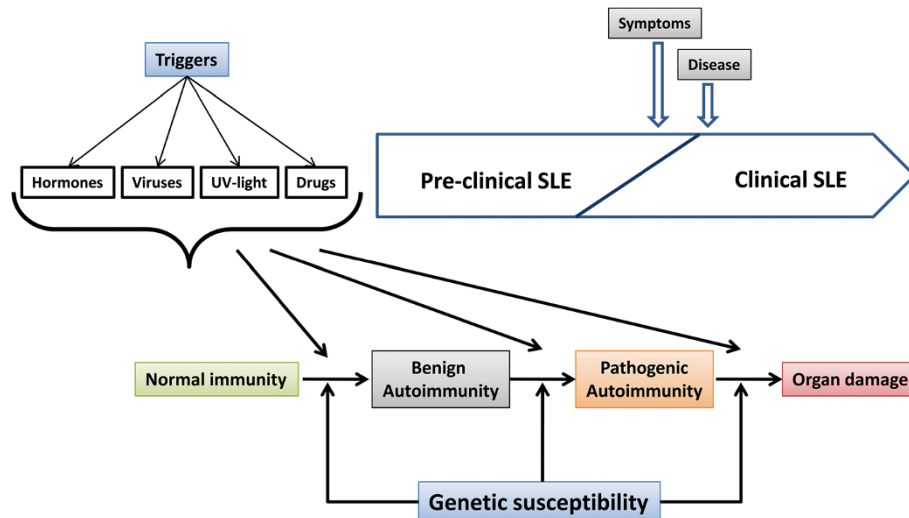 Symptoms
Triggers
Disease
Hormones
Viruses
UV-light
Drugs
Pre-clinical SLE
Clinical SLE
Normal immunity
Benign
Autoimmunity
Pathogenic
Autoimmunity
Organ damage
Genetic susceptibility